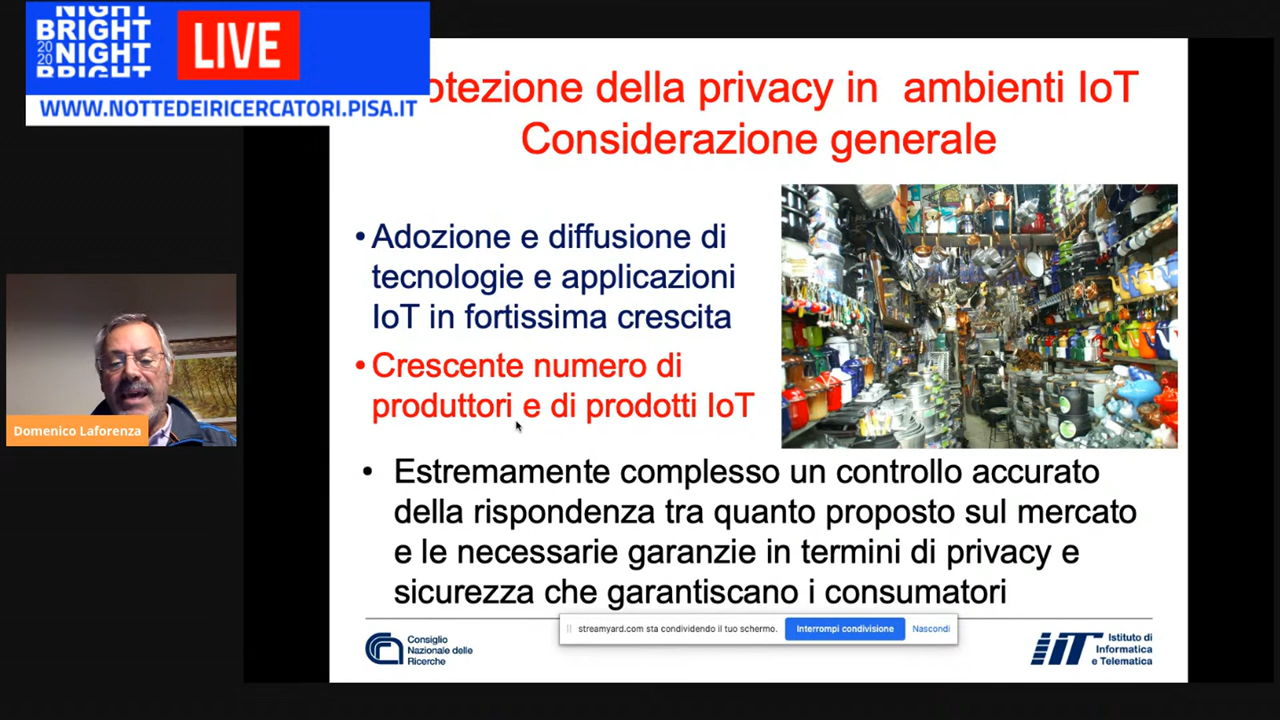 NIGHT
BRIGHT
2020
NIGHT
BRIGHT
LIVE
WWW.NOTTEDEIRICERCATORI.PISA.IT
otezione della privacy in ambienti IoT
Considerazione generale
• Adozione e diffusione di
tecnologie e applicazioni
IoT in fortissima crescita
• Crescente numero di
produttori e di prodotti IoT
• Estremamente complesso un controllo accurato
della rispondenza tra quanto proposto sul mercato
e le necessarie garanzie in termini di privacy e
sicurezza che garantiscano i consumatori
Domenico Laforenza
streamyard.com sta condividendo il tuo schermo. Interrompi condivisione Nascondi
Consiglio
Nazionale delle
Ricerche
IIT
Istituto di
Informatica
e Telematica